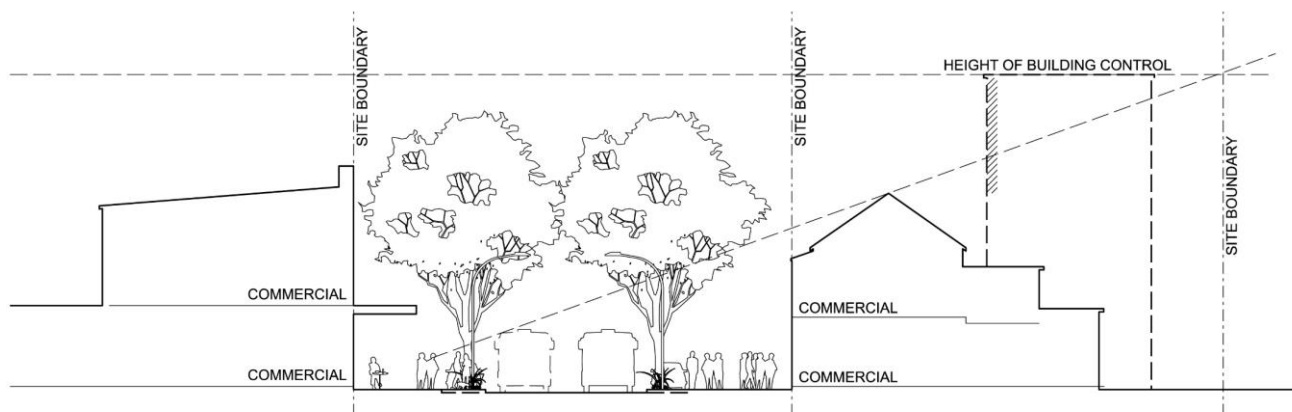 SITE BOUNDARY
SITE BOUNDARY
HEIGHT OF BUILDING CONTROL
SITE BOUNDARY
COMMERCIAL
COMMERCIAL
COMMERCIAL
COMMERCIAL